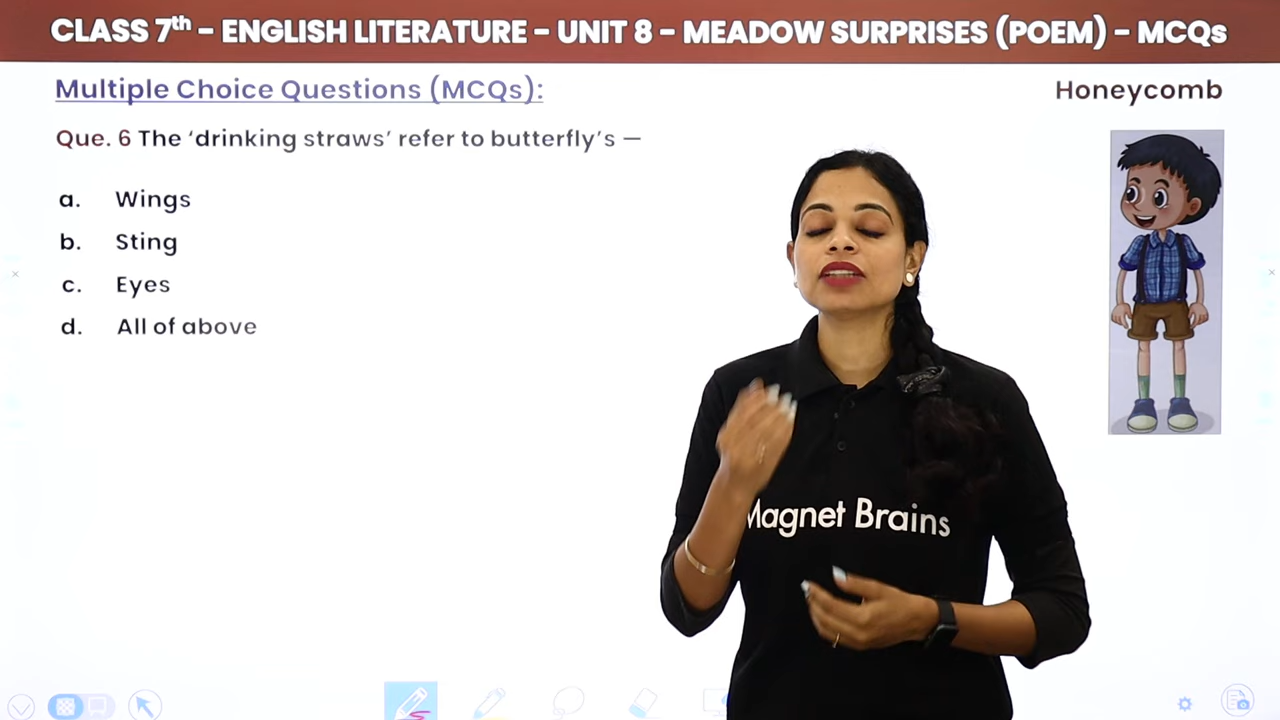 CLASS 7th – ENGLISH LITERATURE – UNIT 8 – MEADOW SURPRISES (POEM) – MCQs
Multiple Choice Questions (MCQs):
Honeycomb
Que. 6 The ‘drinking straws’ refer to butterfly’s —
a. Wings
b. Sting
c. Eyes
d. All of above
Magnet Brains